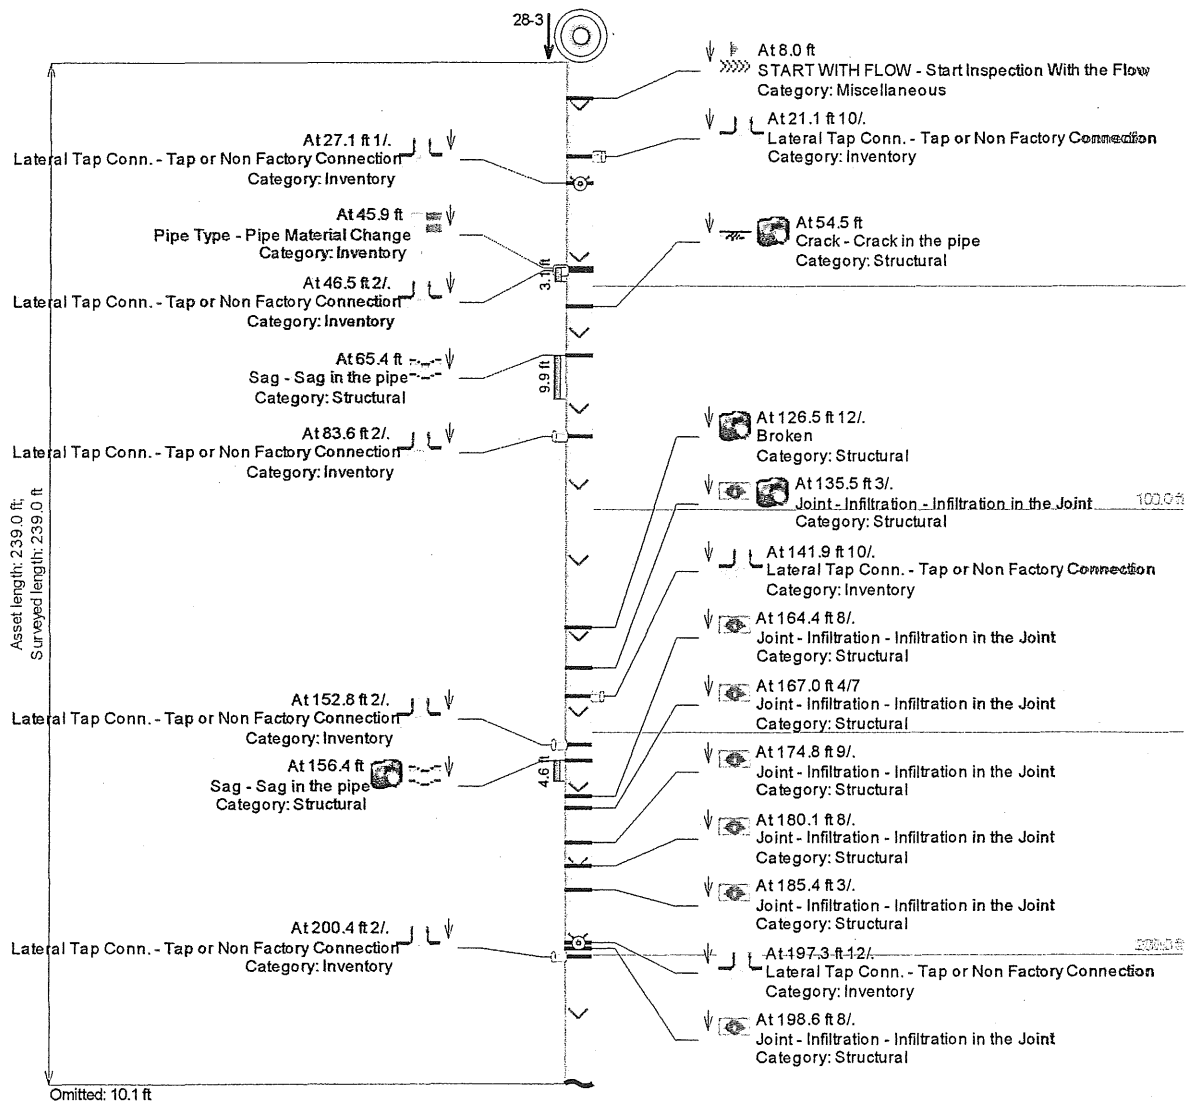 28-3
At 8.0 ft
START WITH FLOW - Start Inspection With the Flow
Category: Miscellaneous
At 21.1 ft 10/.
Lateral Tap Conn. - Tap or Non Factory Connection
Category: Inventory
At 27.1 ft 1/.
Lateral Tap Conn. - Tap or Non Factory Connection
Category: Inventory
At 45.9 ft
Pipe Type - Pipe Material Change
Category: Inventory
At 54.5 ft
Crack - Crack in the pipe
Category: Structural
At 46.5 ft 2/.
Lateral Tap Conn. - Tap or Non Factory Connection
Category: Inventory
3.1 ft
At 65.4 ft
Sag - Sag in the pipe
Category: Structural
9.9 ft
At 83.6 ft 2/.
Lateral Tap Conn. - Tap or Non Factory Connection
Category: Inventory
At 126.5 ft 12/.
Broken
Category: Structural
At 135.5 ft 3/.
Joint - Infiltration - Infiltration in the Joint
Category: Structural
100.0 ft
At 141.9 ft 10/.
Lateral Tap Conn. - Tap or Non Factory Connection
Category: Inventory
Asset length: 239.0 ft;
Surveyed length: 239.0 ft
At 164.4 ft 8/.
Joint - Infiltration - Infiltration in the Joint
Category: Structural
At 152.8 ft 2/.
Lateral Tap Conn. - Tap or Non Factory Connection
Category: Inventory
At 167.0 ft 4/7
Joint - Infiltration - Infiltration in the Joint
Category: Structural
At 156.4 ft
Sag - Sag in the pipe
Category: Structural
4.6 ft
At 174.8 ft 9/.
Joint - Infiltration - Infiltration in the Joint
Category: Structural
At 180.1 ft 8/.
Joint - Infiltration - Infiltration in the Joint
Category: Structural
At 185.4 ft 3/.
Joint - Infiltration - Infiltration in the Joint
Category: Structural
At 200.4 ft 2/.
Lateral Tap Conn. - Tap or Non Factory Connection
Category: Inventory
At 197.3 ft 12/.
Lateral Tap Conn. - Tap or Non Factory Connection
Category: Inventory
200.0 ft
At 198.6 ft 8/.
Joint - Infiltration - Infiltration in the Joint
Category: Structural
Omitted: 10.1 ft